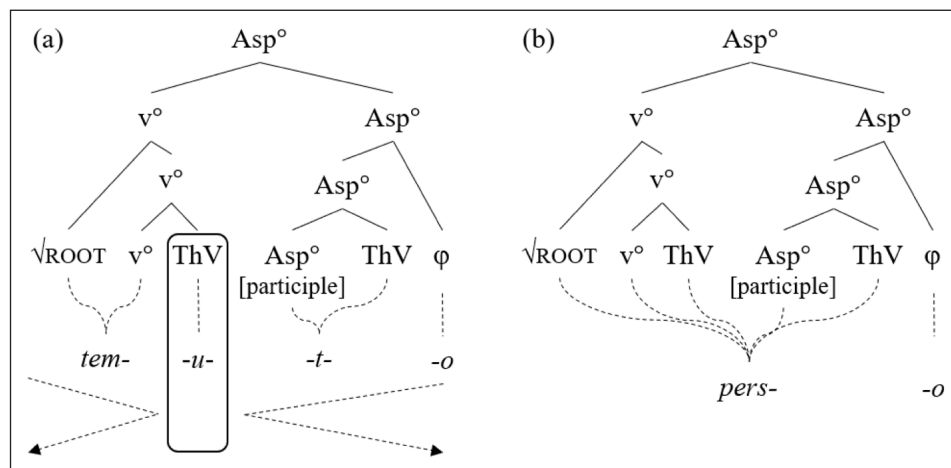 (a) Asp° (b) Asp°
v° Asp° v° Asp°
v° Asp° v° Asp°
√ROOT v° ThV Asp° ThV φ √ROOT v° ThV Asp° ThV φ
[participle] [participle]
tem- -u- -t- -o
pers- -o